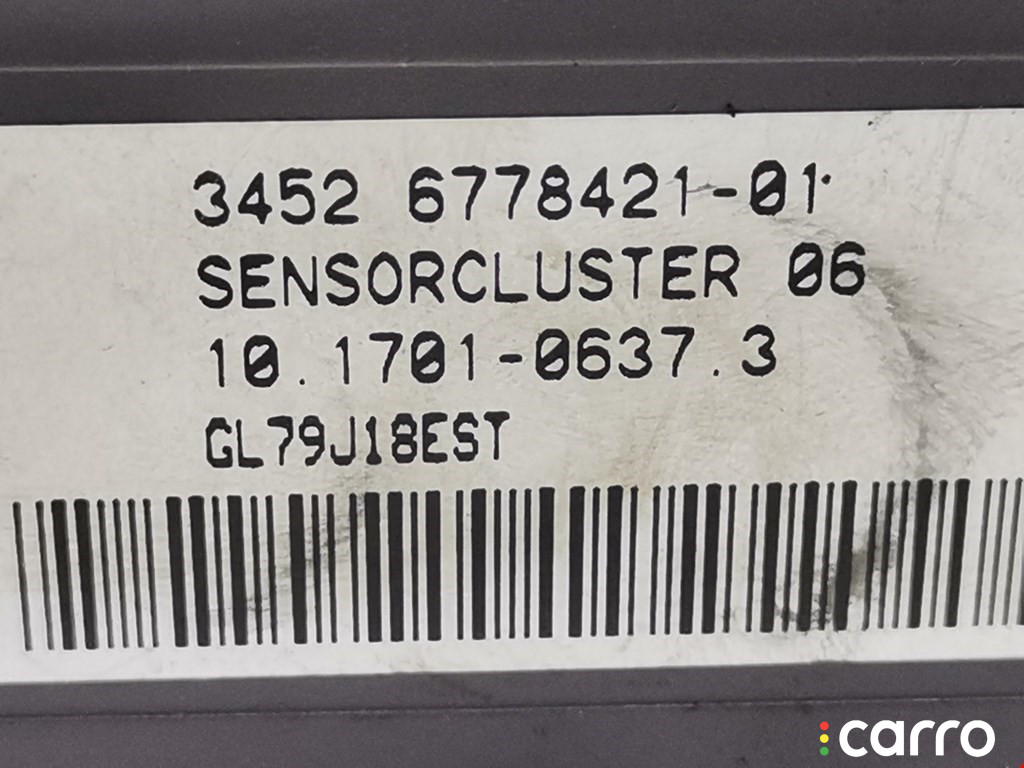 3452 6778421-01
SENSORCLUSTER 06
10.1701-0637.3
GL79J18EST
carro